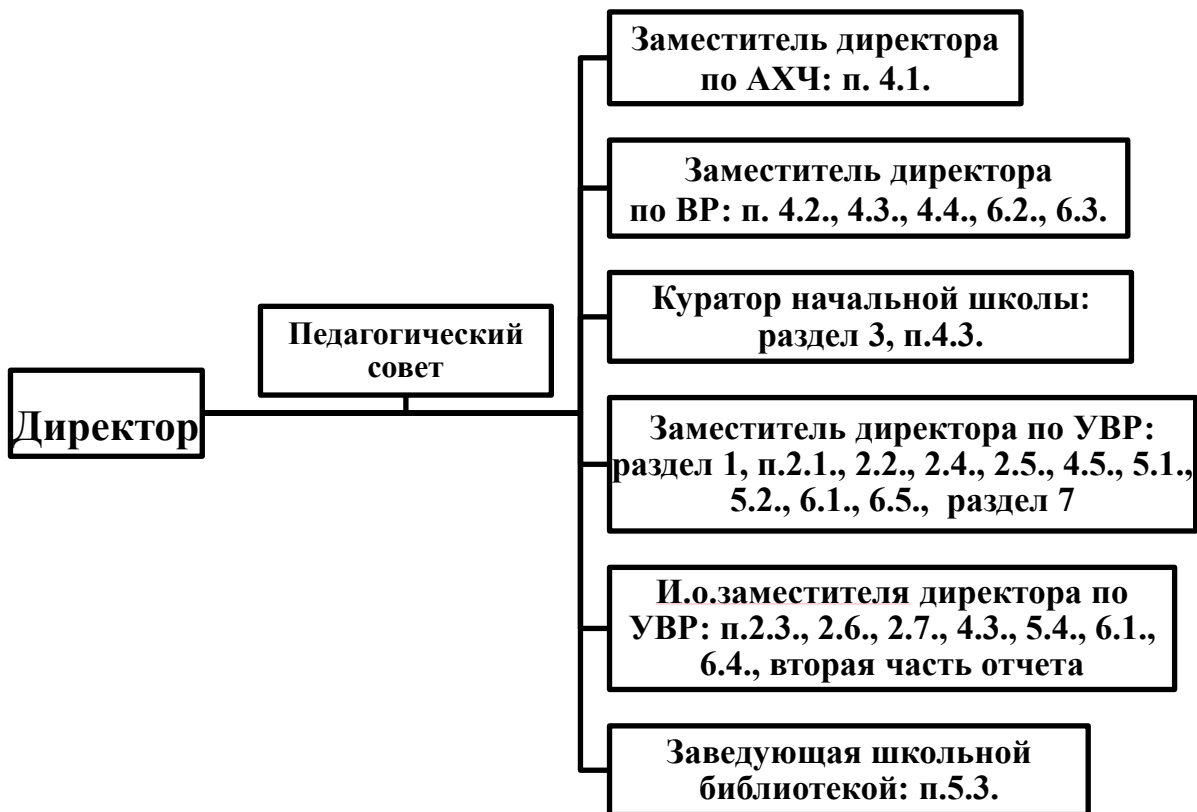 Директор
Педагогический
совет
Заместитель директора
по АХЧ: п. 4.1.
Заместитель директора
по ВР: п. 4.2., 4.3., 4.4., 6.2., 6.3.
Куратор начальной школы:
раздел 3, п.4.3.
Заместитель директора по УВР:
раздел 1, п.2.1., 2.2., 2.4., 2.5., 4.5., 5.1.,
5.2., 6.1., 6.5., раздел 7
И.о.заместителя директора по
УВР: п.2.3., 2.6., 2.7., 4.3., 5.4., 6.1.,
6.4., вторая часть отчета
Заведующая школьной
библиотекой: п.5.3.